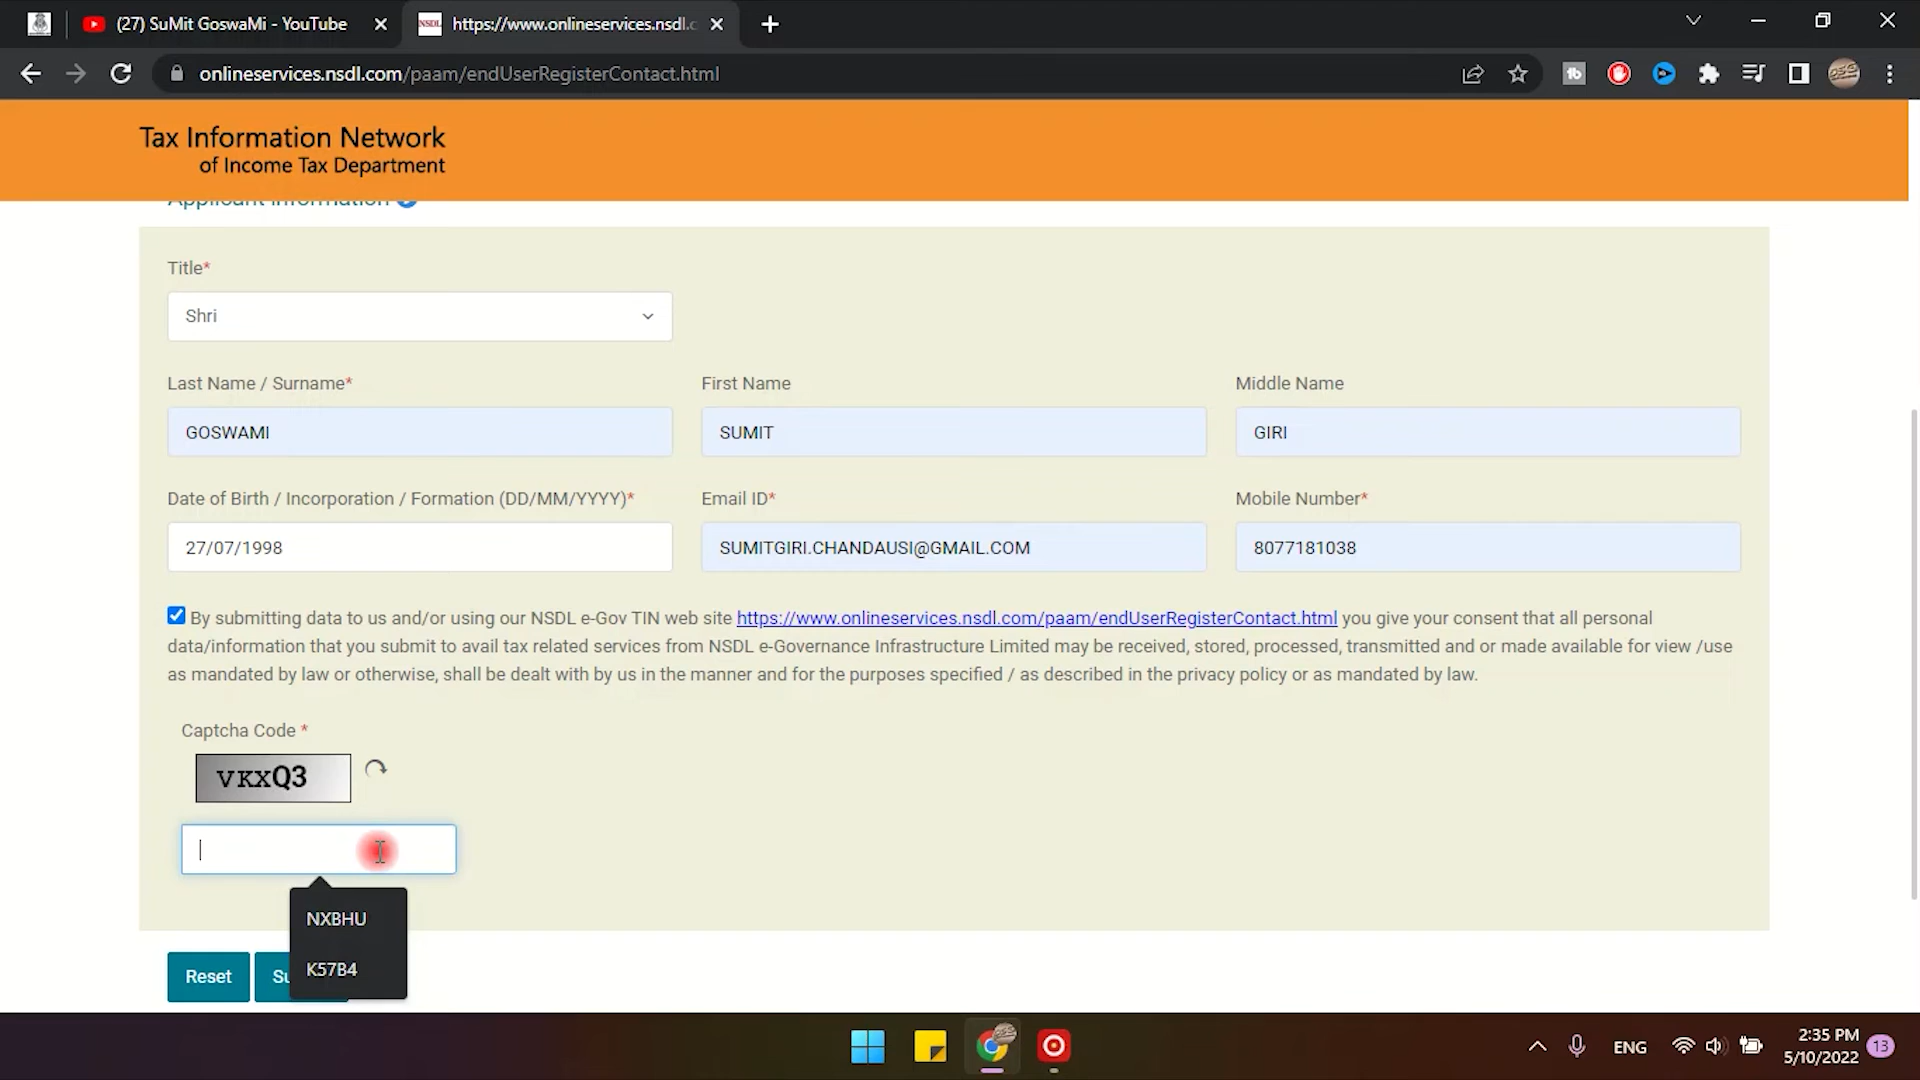 (27) SuMit GoswaMi - YouTube
NSDL
https://www.onlineservices.nsdl.c
onlineservices.nsdl.com/paam/endUserRegisterContact.html
Tax Information Network
of Income Tax Department
Applicant Information
Title*
Shri
Last Name / Surname*
First Name
Middle Name
GOSWAMI
SUMIT
GIRI
Date of Birth / Incorporation / Formation (DD/MM/YYYY)*
Email ID*
Mobile Number*
27/07/1998
SUMITGIRI.CHANDAUSI@GMAIL.COM
8077181038
By submitting data to us and/or using our NSDL e-Gov TIN web site https://www.onlineservices.nsdl.com/paam/endUserRegisterContact.html you give your consent that all personal
data/information that you submit to avail tax related services from NSDL e-Governance Infrastructure Limited may be received, stored, processed, transmitted and or made available for view /use
as mandated by law or otherwise, shall be dealt with by us in the manner and for the purposes specified / as described in the privacy policy or as mandated by law.
Captcha Code *
VKXQ3
NXBHU
K57B4
Reset
Su
ENG
2:35 PM
5/10/2022
13